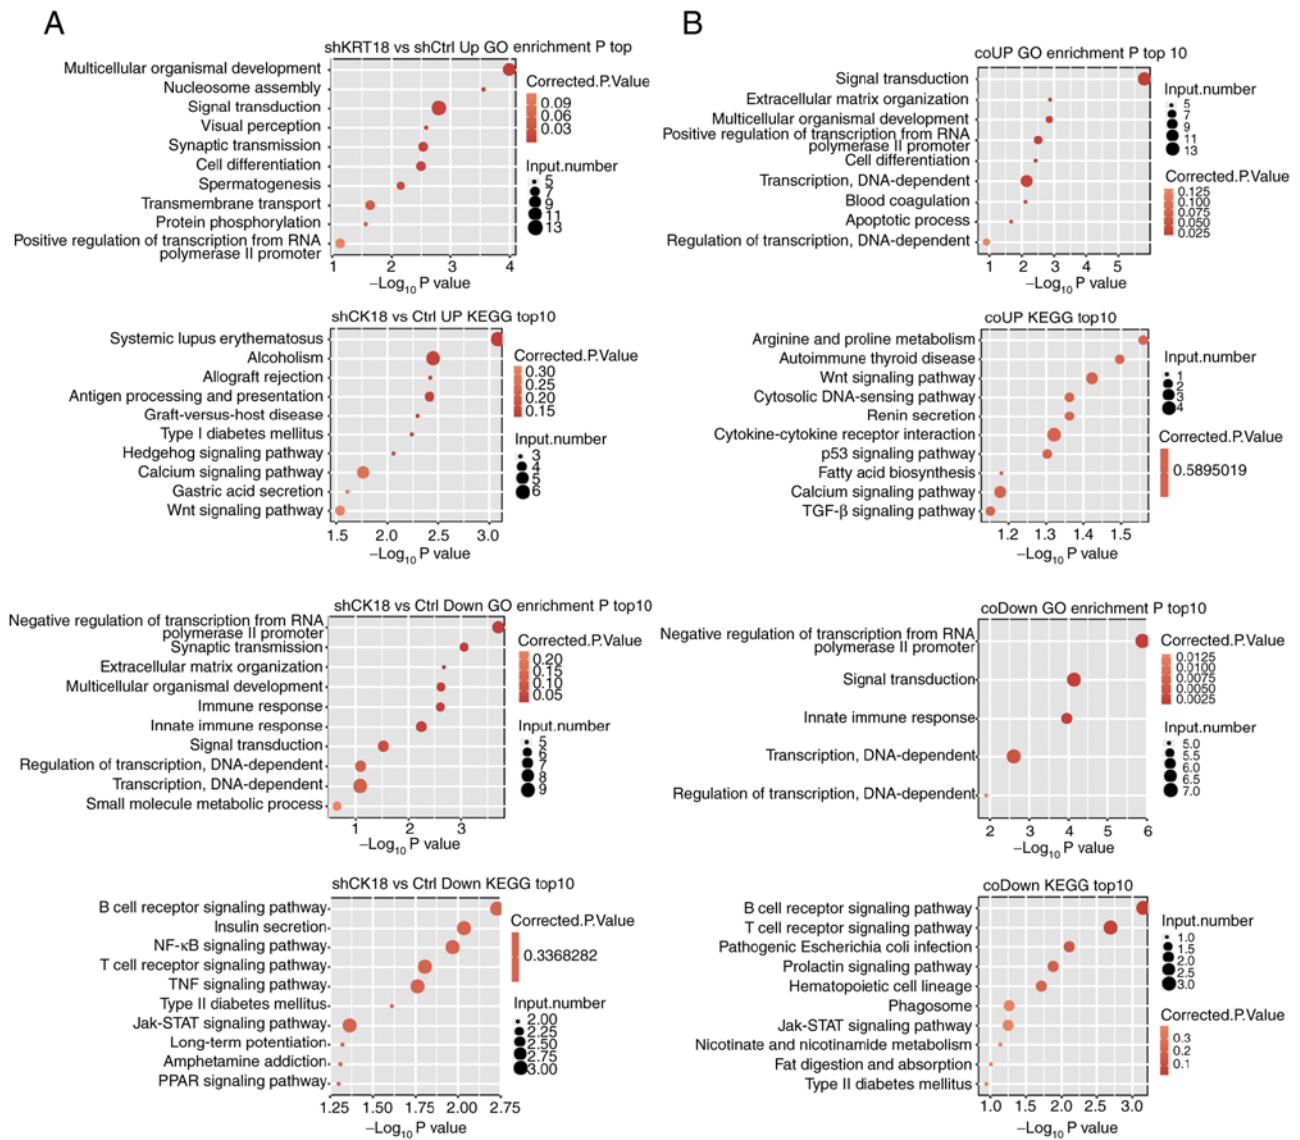 A
shKRT18 vs shCtrl Up GO enrichment P top
Multicellular organismal development
Nucleosome assembly
Signal transduction
Visual perception
Synaptic transmission
Cell differentiation
Spermatogenesis
Transmembrane transport
Protein phosphorylation
Positive regulation of transcription from RNA
polymerase II promoter
1 2 3 4
−Log10 P value
Corrected.P.Value
0.09
0.06
0.03
Input.number
5
7
9
11
13
shCK18 vs Ctrl UP KEGG top10
Systemic lupus erythematosus
Alcoholism
Allograft rejection
Antigen processing and presentation
Graft-versus-host disease
Type I diabetes mellitus
Hedgehog signaling pathway
Calcium signaling pathway
Gastric acid secretion
Wnt signaling pathway
1.5 2.0 2.5 3.0
−Log10 P value
Corrected.P.Value
0.30
0.25
0.20
0.15
Input.number
3
4
5
6
shCK18 vs Ctrl Down GO enrichment P top10
Negative regulation of transcription from RNA
polymerase II promoter
Synaptic transmission
Extracellular matrix organization
Multicellular organismal development
Immune response
Innate immune response
Signal transduction
Regulation of transcription, DNA-dependent
Transcription, DNA-dependent
Small molecule metabolic process
1 2 3
−Log10 P value
Corrected.P.Value
0.20
0.15
0.10
0.05
Input.number
5
6
7
8
9
shCK18 vs Ctrl Down KEGG top10
B cell receptor signaling pathway
Insulin secretion
NF-κB signaling pathway
T cell receptor signaling pathway
TNF signaling pathway
Type II diabetes mellitus
Jak-STAT signaling pathway
Long-term potentiation
Amphetamine addiction
PPAR signaling pathway
1.25 1.50 1.75 2.00 2.75
−Log10 P value
Corrected.P.Value
0.3368282
Input.number
2.00
2.25
2.50
2.75
3.00
B
coUP GO enrichment P top 10
Signal transduction
Extracellular matrix organization
Multicellular organismal development
Positive regulation of transcription from RNA
polymerase II promoter
Cell differentiation
Transcription, DNA-dependent
Blood coagulation
Apoptotic process
Regulation of transcription, DNA-dependent
1 2 3 4 5
−Log10 P value
Input.number
5
7
9
11
13
Corrected.P.Value
0.125
0.100
0.075
0.050
0.025
coUP KEGG top10
Arginine and proline metabolism
Autoimmune thyroid disease
Wnt signaling pathway
Cytosolic DNA-sensing pathway
Renin secretion
Cytokine-cytokine receptor interaction
p53 signaling pathway
Fatty acid biosynthesis
Calcium signaling pathway
TGF-β signaling pathway
1.2 1.3 1.4 1.5
−Log10 P value
Input.number
1
2
3
4
Corrected.P.Value
0.5895019
coDown GO enrichment P top10
Negative regulation of transcription from RNA
polymerase II promoter
Signal transduction
Innate immune response
Transcription, DNA-dependent
Regulation of transcription, DNA-dependent
2 3 4 5 6
−Log10 P value
Corrected.P.Value
0.0125
0.0100
0.0075
0.0050
0.0025
Input.number
5.0
5.5
6.0
6.5
7.0
coDown KEGG top10
B cell receptor signaling pathway
T cell receptor signaling pathway
Pathogenic Escherichia coli infection
Prolactin signaling pathway
Hematopoietic cell lineage
Phagosome
Jak-STAT signaling pathway
Nicotinate and nicotinamide metabolism
Fat digestion and absorption
Type II diabetes mellitus
1.0 1.5 2.0 2.5 3.0
−Log10 P value
Input.number
1.0
1.5
2.0
2.5
3.0
Corrected.P.Value
0.3
0.2
0.1